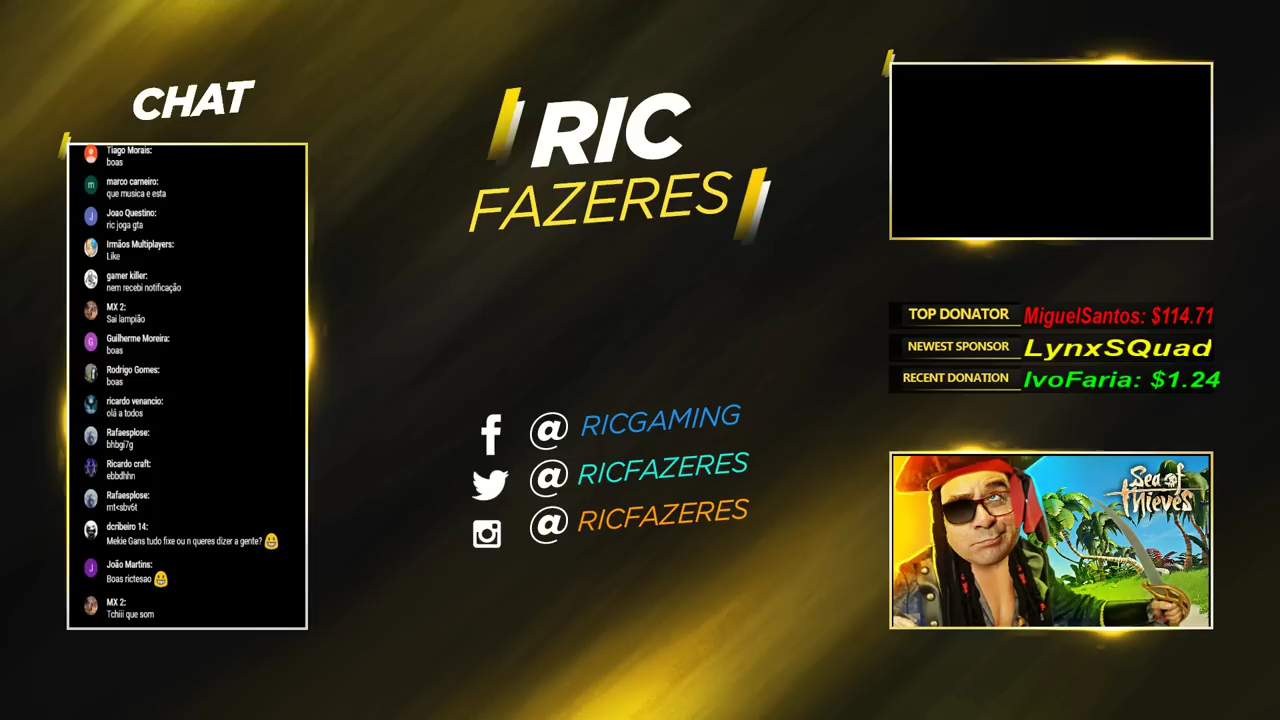 CHAT
Tiago Morais:
boas
marco carneiro:
que musica e esta
Joao Questino:
ric joga gta
Irmãos Multiplayers:
Like
gamer killer:
nem recebi notificação
MX 2:
Sai lampião
Guilherme Moreira:
boas
Rodrigo Gomes:
boas
ricardo venancio:
olá a todos
Rafaesplose:
bhbgi7g
Ricardo craft:
ebbdhhn
Rafaesplose:
mt<sbv6t
dcribeiro 14:
Mekie Gans tudo fixe ou n queres dizer a gente? 😀
João Martins:
Boas rictesao 😀
MX 2:
Tchiii que som
RIC
FAZERES
@ RICGAMING
@ RICFAZERES
@ RICFAZERES
TOP DONATOR MiguelSantos: $114.71
NEWEST SPONSOR LynxSQuad
RECENT DONATION IvoFaria: $1.24
Sea of
Thieves